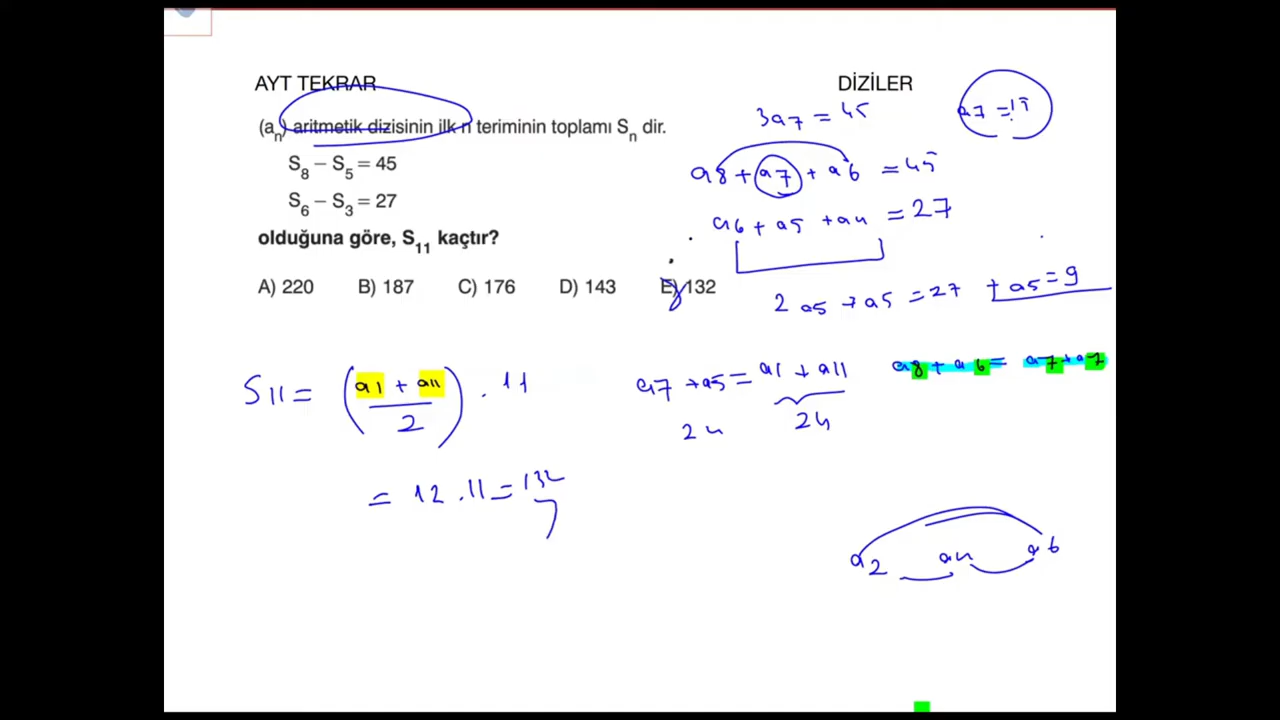 AYT TEKRAR
DİZİLER
(aₙ) aritmetik dizisinin ilk n teriminin toplamı Sₙ dir.
S₈ – S₅ = 45
S₆ – S₃ = 27
olduğuna göre, S₁₁ kaçtır?
A) 220 B) 187 C) 176 D) 143 E) 132
3a7 = 45
a7 = 15
a8 + a7 + a6 = 45
a6 + a5 + a4 = 27
2a5 + a5 = 27
a5 = 9
S11 = (a1 + a11 / 2) . 11
a7 + a5 = a1 + a11
24 24
a8 + a6 = a7 + a7
= 12 . 11 = 132
a2 a4 a6